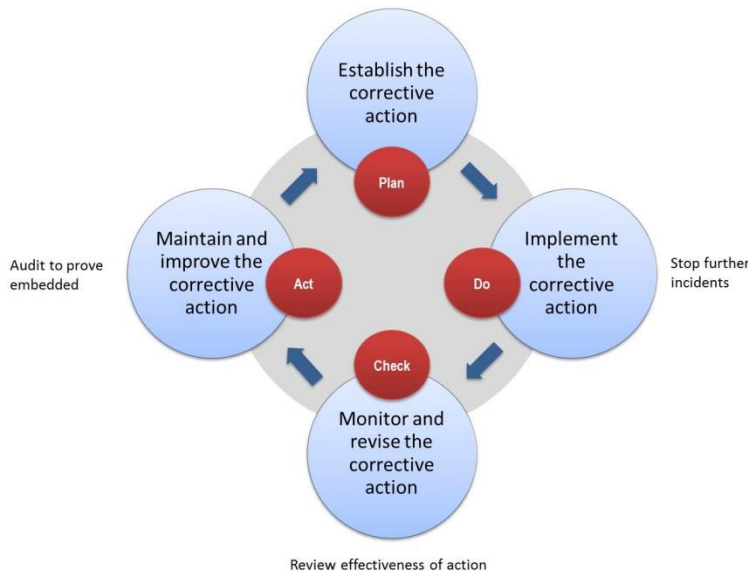 Establish the
corrective
action
Plan
Maintain and
improve the
corrective
action
Act
Audit to prove
embedded
Implement
the
corrective
action
Do
Stop further
incidents
Check
Monitor and
revise the
corrective
action
Review effectiveness of action